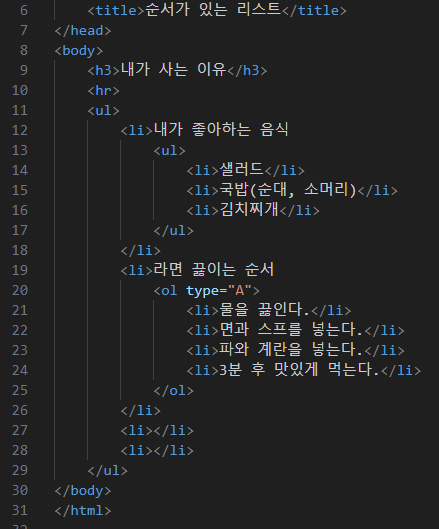 6 <title>순서가 있는 리스트</title>
7 </head>
8 <body>
9 <h3>내가 사는 이유</h3>
10 <hr>
11 <ul>
12 <li>내가 좋아하는 음식
13 <ul>
14 <li>샐러드</li>
15 <li>국밥(순대, 소머리)</li>
16 <li>김치찌개</li>
17 </ul>
18 </li>
19 <li>라면 끓이는 순서
20 <ol type="A">
21 <li>물을 끓인다.</li>
22 <li>면과 스프를 넣는다.</li>
23 <li>파와 계란을 넣는다.</li>
24 <li>3분 후 맛있게 먹는다.</li>
25 </ol>
26 </li>
27 <li></li>
28 <li></li>
29 </ul>
30 </body>
31 </html>